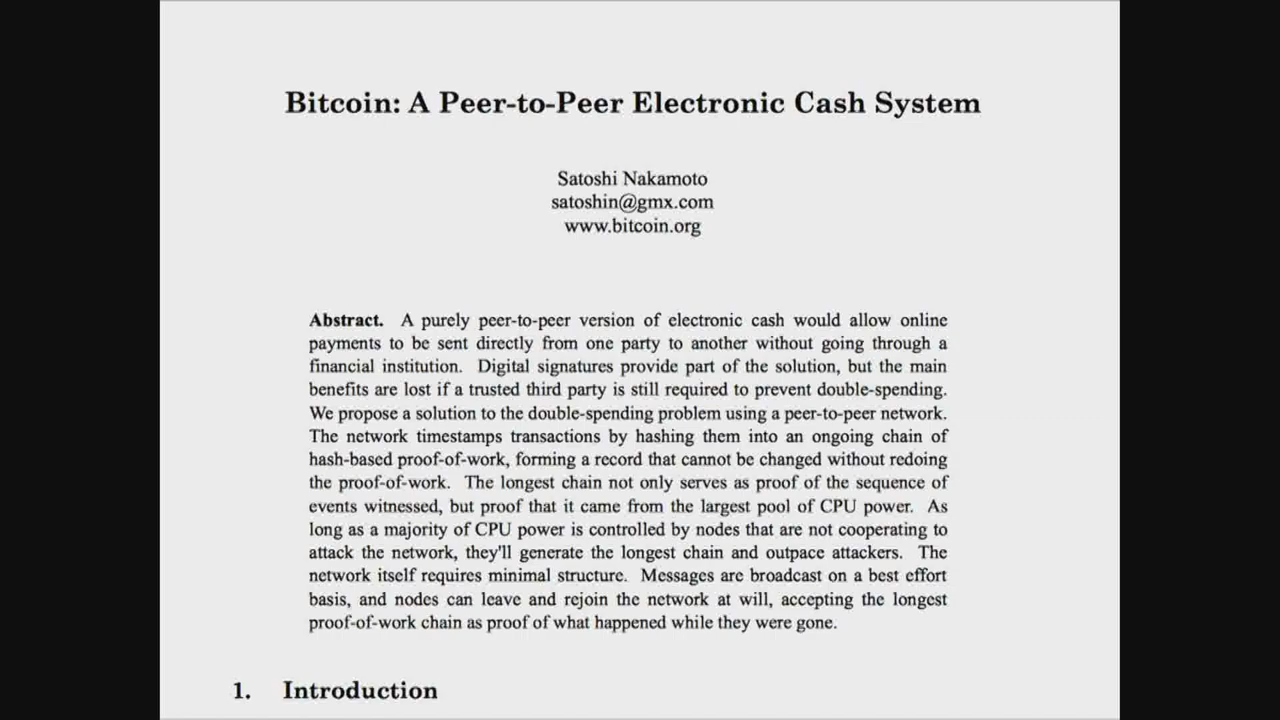 Bitcoin: A Peer-to-Peer Electronic Cash System
Satoshi Nakamoto
satoshin@gmx.com
www.bitcoin.org
Abstract. A purely peer-to-peer version of electronic cash would allow online
payments to be sent directly from one party to another without going through a
financial institution. Digital signatures provide part of the solution, but the main
benefits are lost if a trusted third party is still required to prevent double-spending.
We propose a solution to the double-spending problem using a peer-to-peer network.
The network timestamps transactions by hashing them into an ongoing chain of
hash-based proof-of-work, forming a record that cannot be changed without redoing
the proof-of-work. The longest chain not only serves as proof of the sequence of
events witnessed, but proof that it came from the largest pool of CPU power. As
long as a majority of CPU power is controlled by nodes that are not cooperating to
attack the network, they'll generate the longest chain and outpace attackers. The
network itself requires minimal structure. Messages are broadcast on a best effort
basis, and nodes can leave and rejoin the network at will, accepting the longest
proof-of-work chain as proof of what happened while they were gone.
1. Introduction